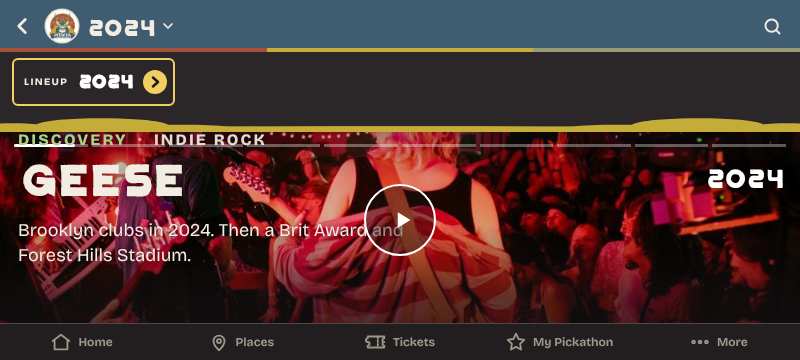 2024
LINEUP 2024
DISCOVERY INDIE ROCK
GEESE
2024
Brooklyn clubs in 2024. Then a Brit Award and
Forest Hills Stadium.
Home Places Tickets My Pickathon More